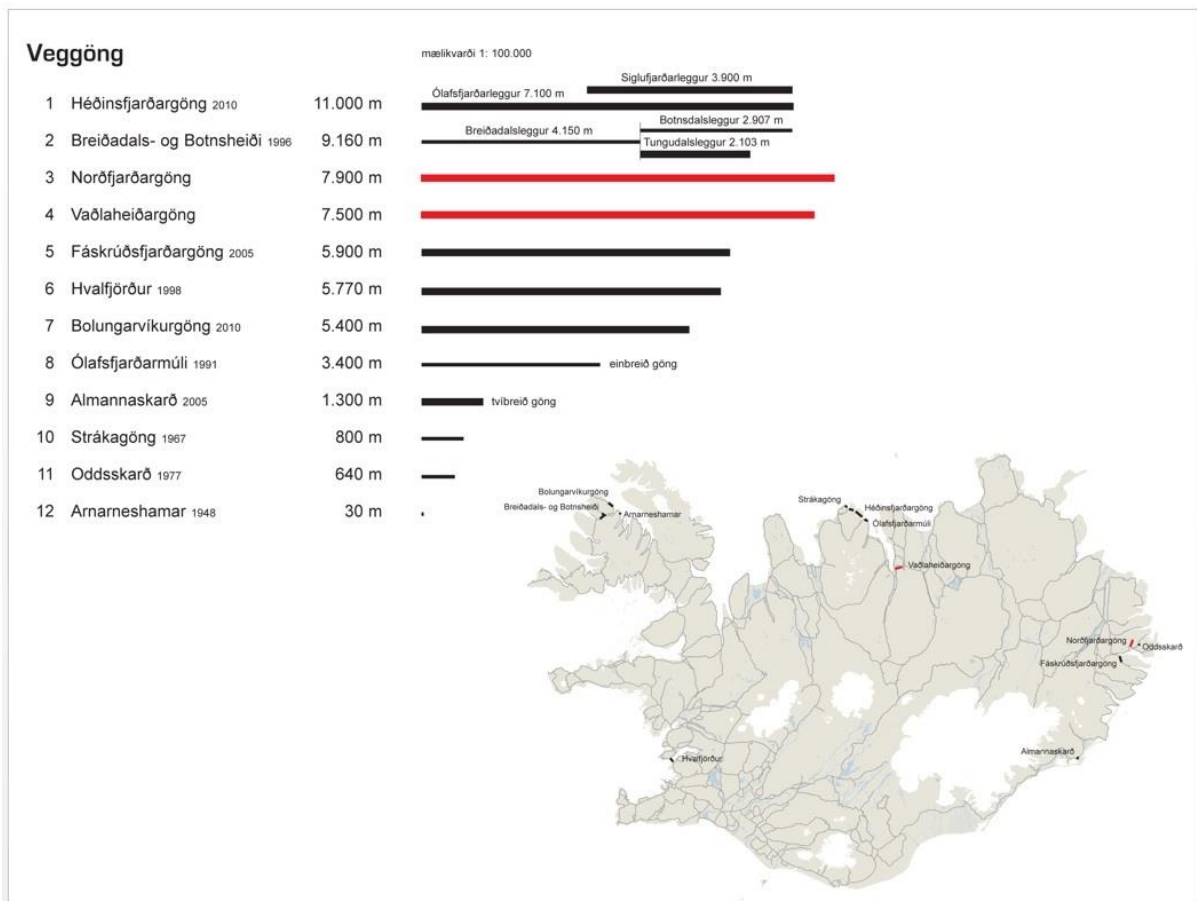 Veggöng
mælikvarði 1: 100.000
1 Héðinsfjarðargöng 2010 11.000 m
Siglufjarðarleggur 3.900 m
Ólafsfjarðarleggur 7.100 m
2 Breiðadals- og Botnsheiði 1996 9.160 m
Breiðadalsleggur 4.150 m
Botnsdalsleggur 2.907 m
Tungudalsleggur 2.103 m
3 Norðfjarðargöng 7.900 m
4 Vaðlaheiðargöng 7.500 m
5 Fáskrúðsfjarðargöng 2005 5.900 m
6 Hvalfjörður 1998 5.770 m
7 Bolungarvíkurgöng 2010 5.400 m
8 Ólafsfjarðarmúli 1991 3.400 m einbreið göng
9 Almannaskarð 2005 1.300 m tvíbreið göng
10 Strákagöng 1967 800 m
11 Oddsskarð 1977 640 m
12 Arnarneshamar 1948 30 m
Bolungarvíkurgöng
Breiðadals- og Botnsheiði
Arnarneshamar
Strákagöng
Héðinsfjarðargöng
Ólafsfjarðarmúli
Vaðlaheiðargöng
Norðfjarðargöng
Oddsskarð
Fáskrúðsfjarðargöng
Almannaskarð
Hvalfjörður